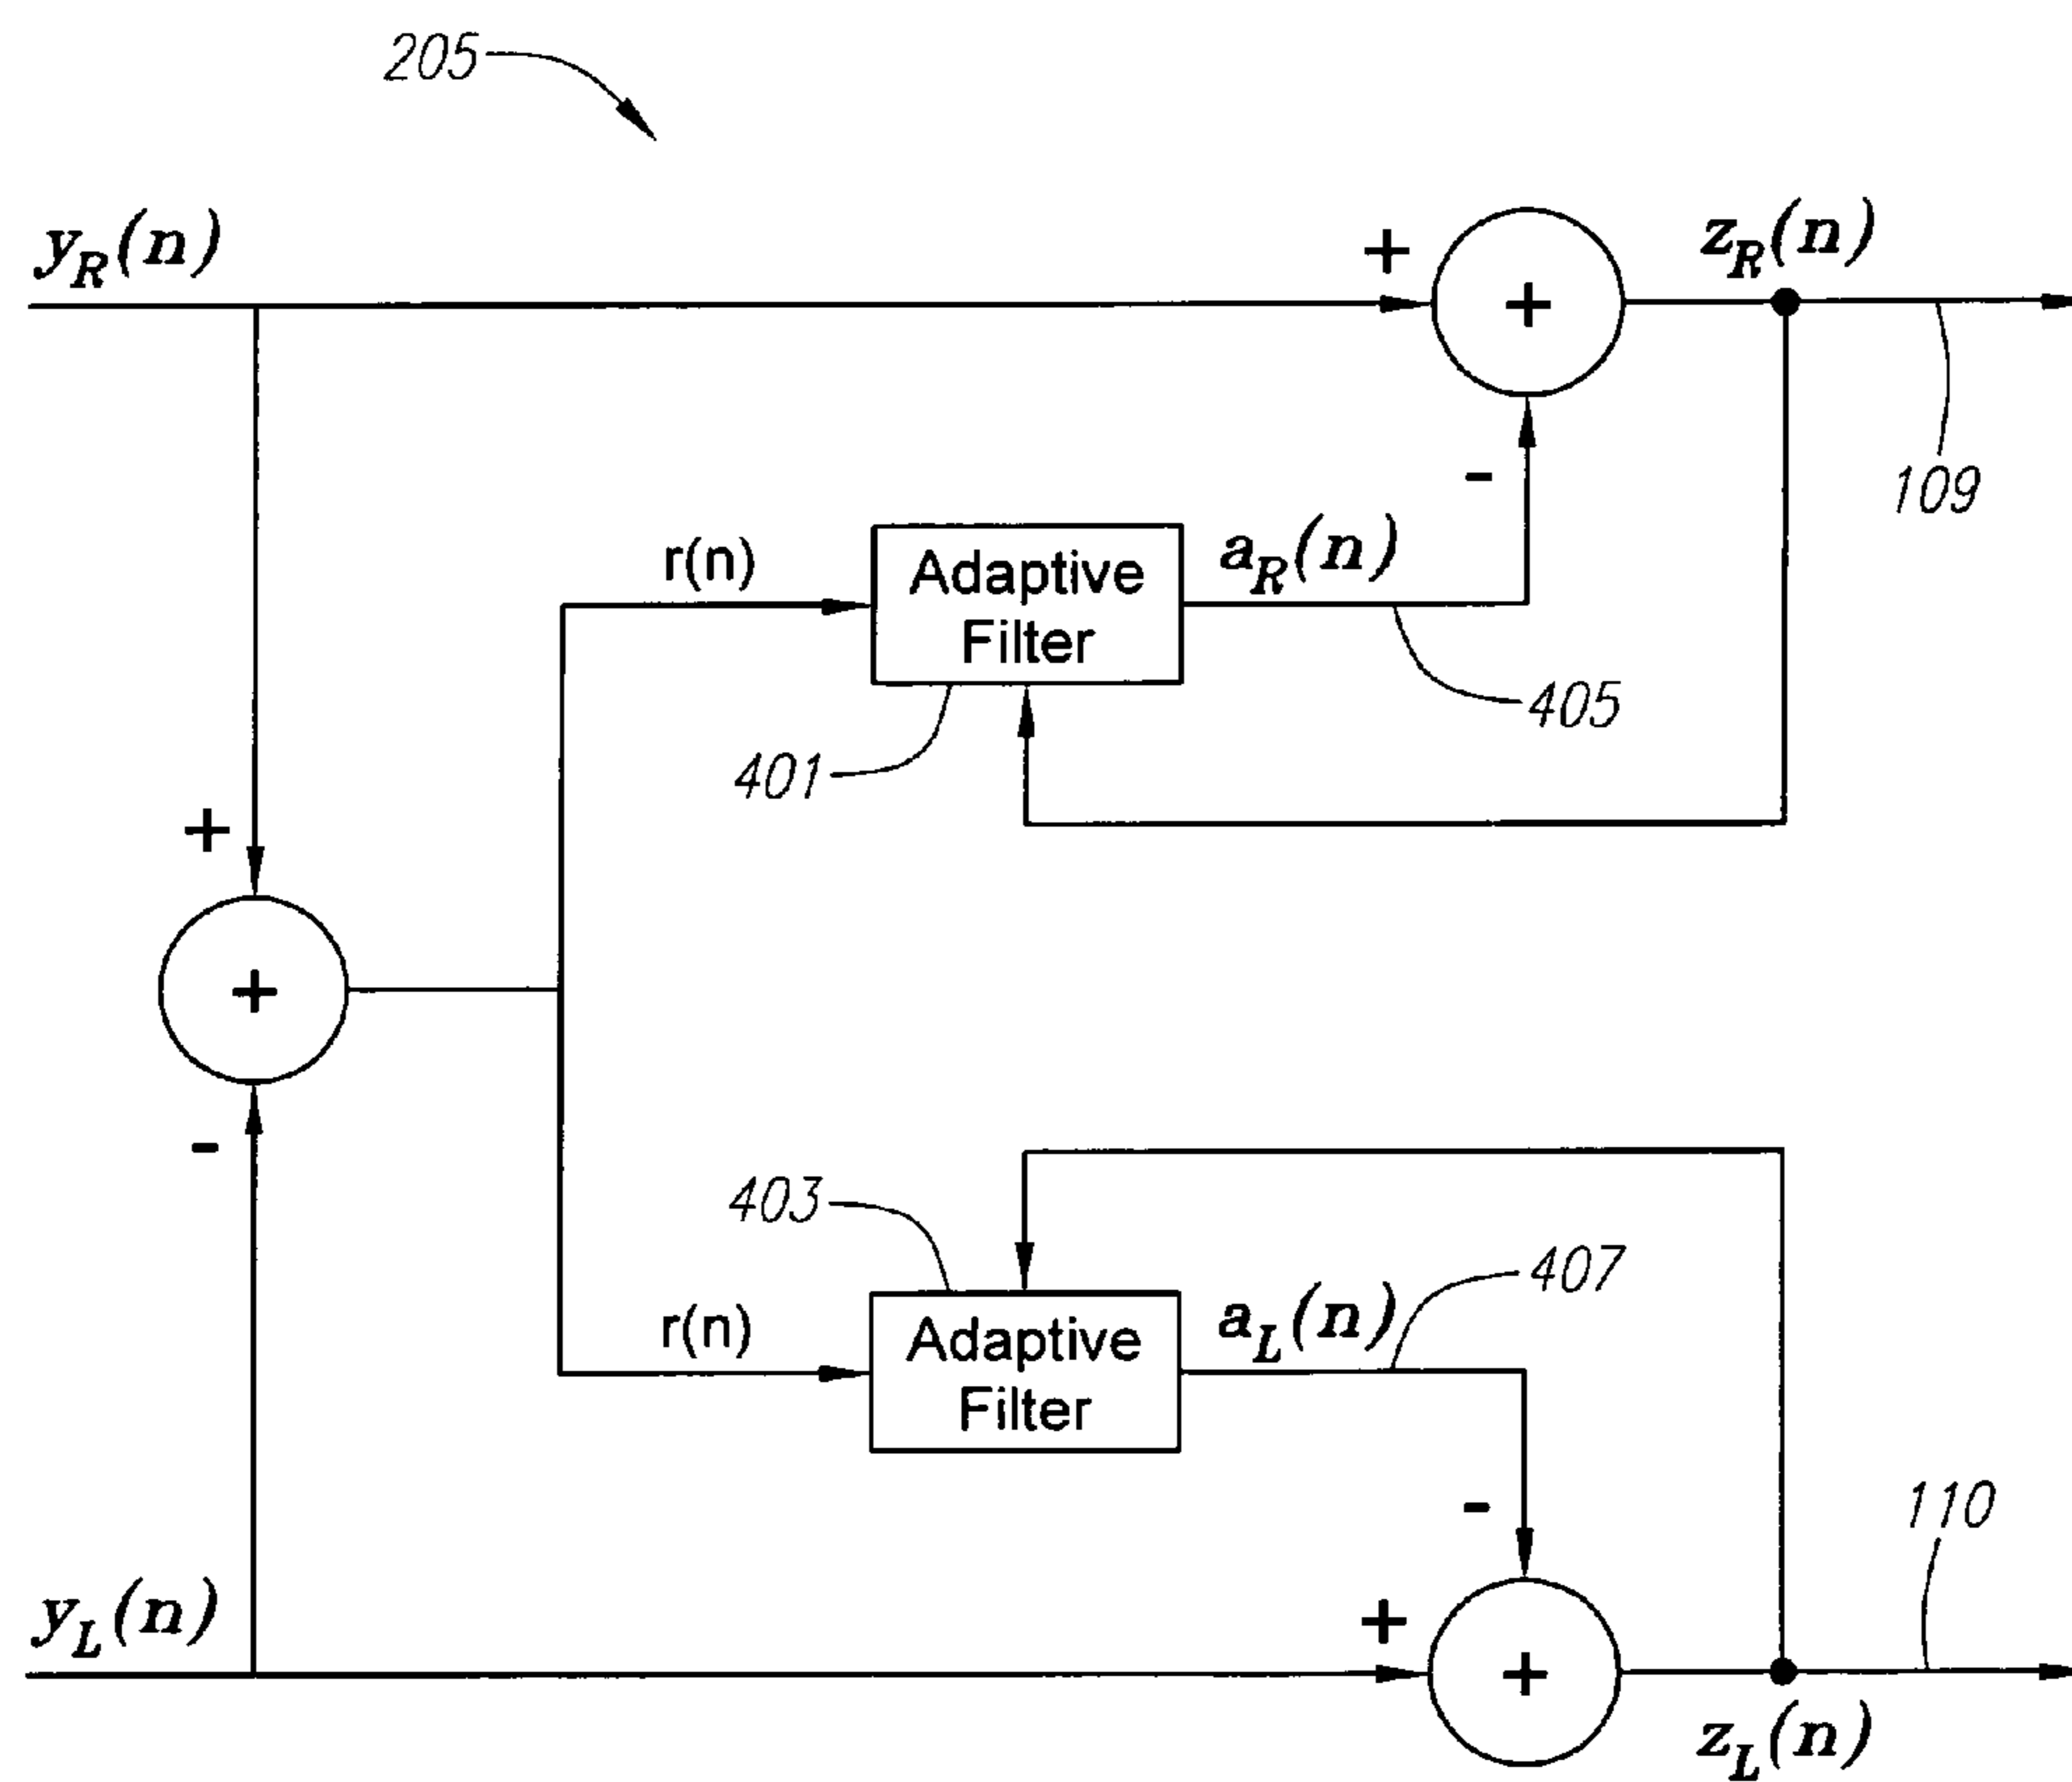 205
y_R(n)
+
+
z_R(n)
109
-
r(n)
Adaptive
Filter
a_R(n)
405
401
+
+
-
403
407
r(n)
Adaptive
Filter
a_L(n)
-
110
y_L(n)
+
+
z_L(n)